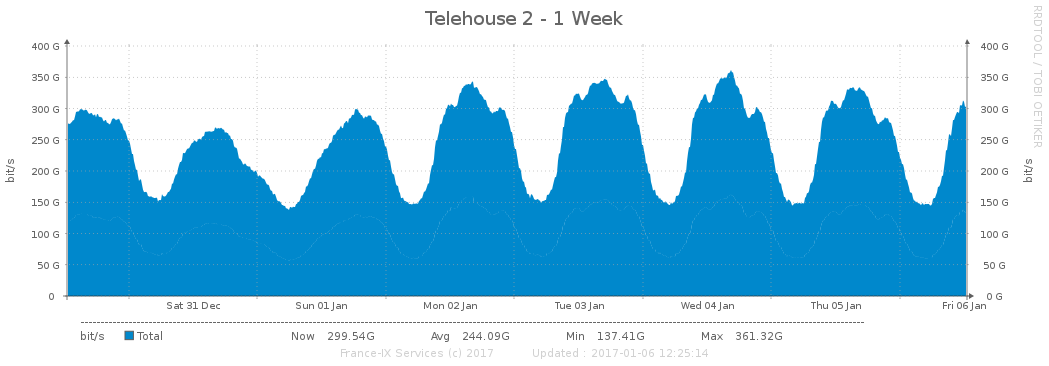 Telehouse 2 - 1 Week
RRDTOOL / TOBI OETIKER
400 G 400 G
350 G 350 G
300 G 300 G
250 G 250 G
200 G 200 G
150 G 150 G
100 G 100 G
50 G 50 G
0 0 G
bit/s bit/s
Sat 31 Dec Sun 01 Jan Mon 02 Jan Tue 03 Jan Wed 04 Jan Thu 05 Jan Fri 06 Jan
bit/s Total Now 299.54G Avg 244.09G Min 137.41G Max 361.32G
France-IX Services (c) 2017 Updated : 2017-01-06 12:25:14